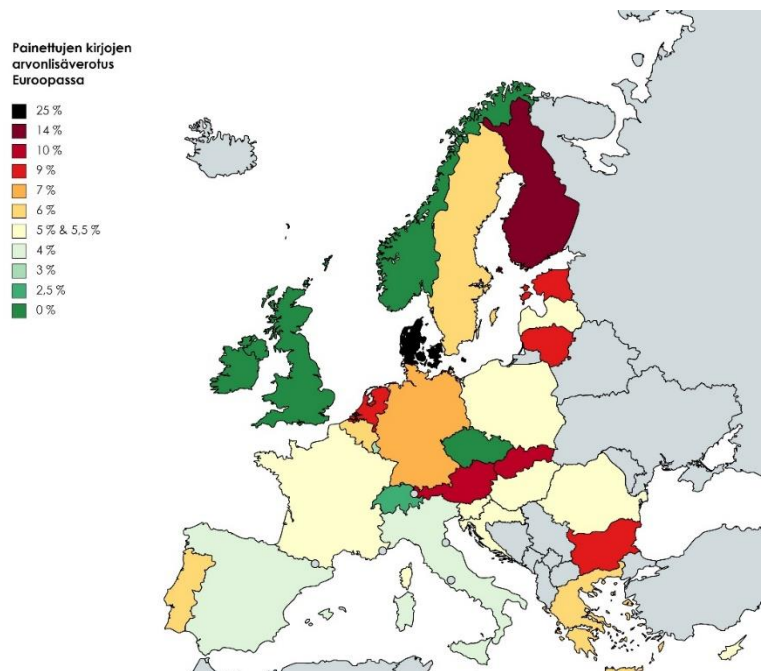 Painettujen kirjojen
arvonlisäverotus
Euroopassa
25 %
14 %
10 %
9 %
7 %
6 %
5 % & 5,5 %
4 %
3 %
2,5 %
0 %